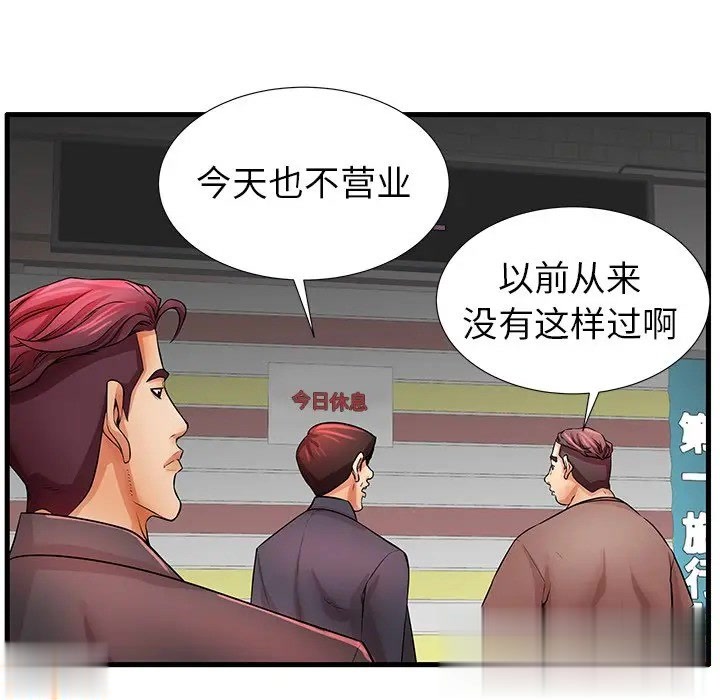 今天也不营业
以前从来
没有这样过啊
今日休息
第一旅行